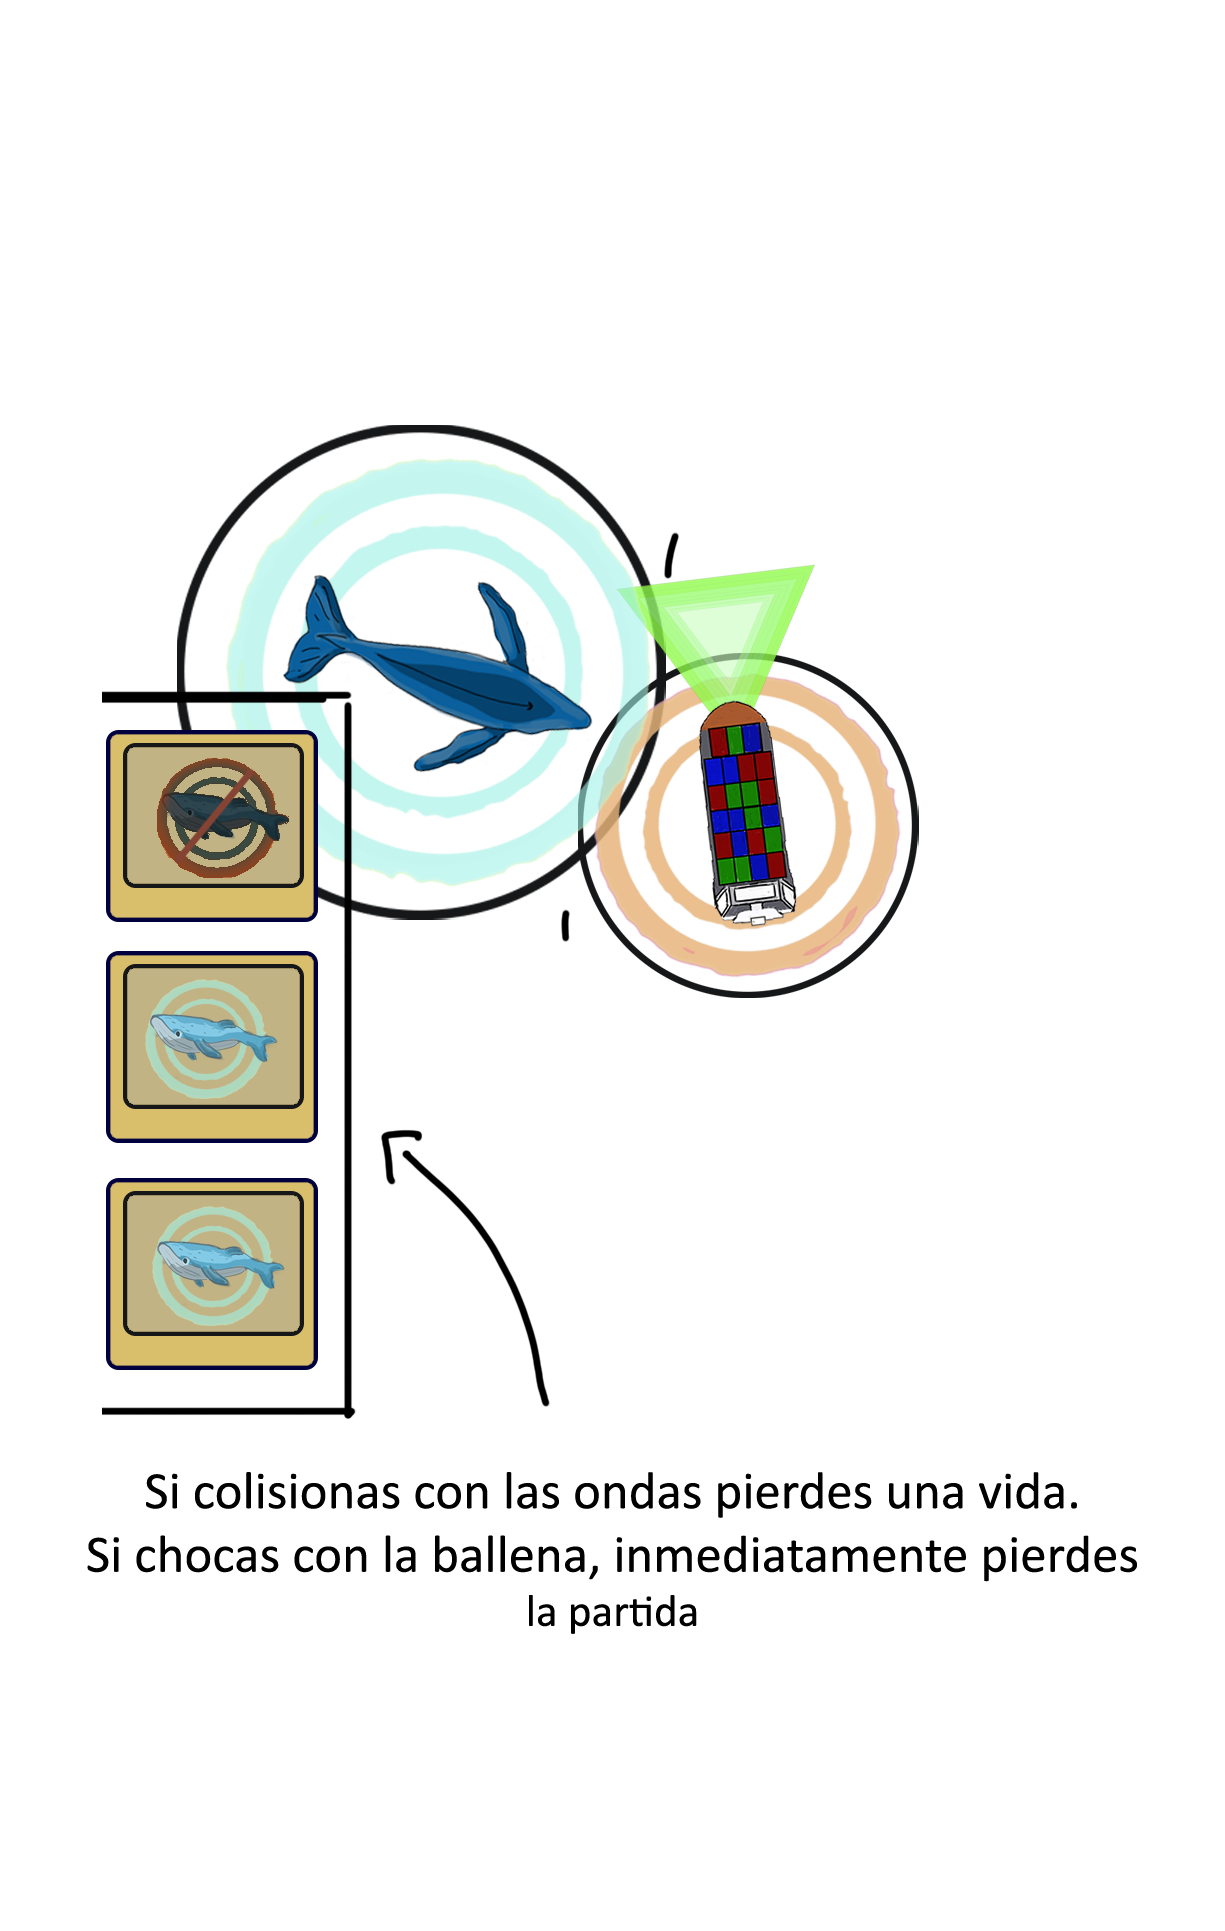 Si colisionas con las ondas pierdes una vida.
Si chocas con la ballena, inmediatamente pierdes
la partida